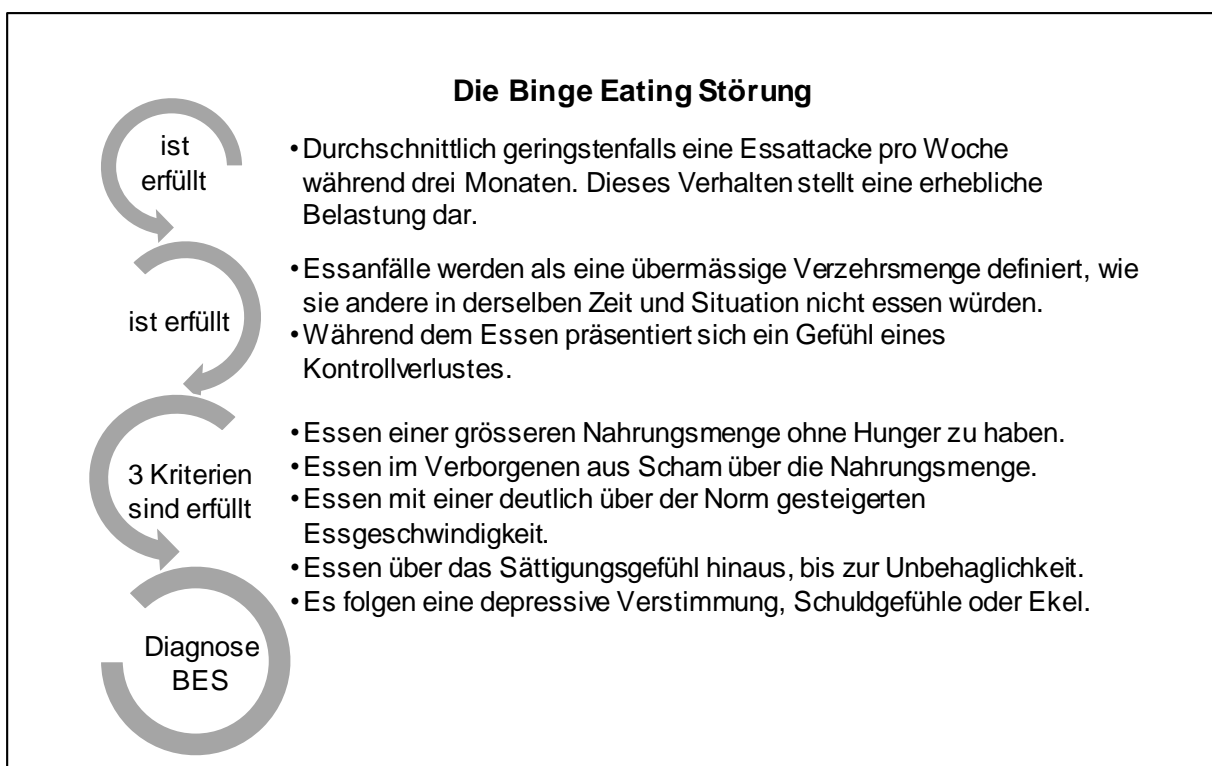 Die Binge Eating Störung
ist
erfüllt
• Durchschnittlich geringstenfalls eine Essattacke pro Woche
während drei Monaten. Dieses Verhalten stellt eine erhebliche
Belastung dar.
ist erfüllt
• Essanfälle werden als eine übermässige Verzehrsmenge definiert, wie
sie andere in derselben Zeit und Situation nicht essen würden.
• Während dem Essen präsentiert sich ein Gefühl eines
Kontrollverlustes.
3 Kriterien
sind erfüllt
• Essen einer grösseren Nahrungsmenge ohne Hunger zu haben.
• Essen im Verborgenen aus Scham über die Nahrungsmenge.
• Essen mit einer deutlich über der Norm gesteigerten
Essgeschwindigkeit.
• Essen über das Sättigungsgefühl hinaus, bis zur Unbehaglichkeit.
• Es folgen eine depressive Verstimmung, Schuldgefühle oder Ekel.
Diagnose
BES